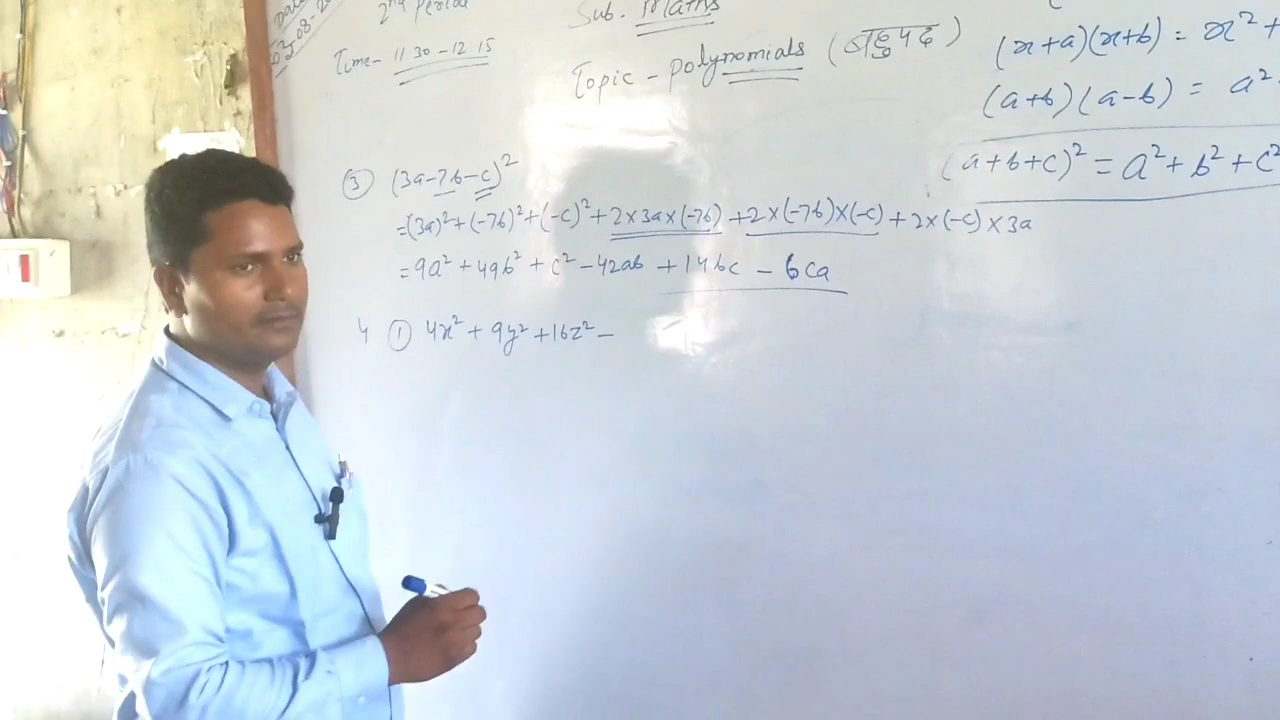 2nd Period
Sub. Maths
Time- 11 30-12 15
Topic - polynomials (बहुपद)
(x+a)(x+b) = x² +
(a+b)(a-b) = a²
(a+b+c)² = a²+b²+c²
③ (3a-7b-c)²
=(3a)²+(-7b)²+(-c)²+2×3a×(-7b)+2×(-7b)×(-c)+2×(-c)×3a
=9a²+49b²+c²-42ab+14bc-6ca
4 ① 4x²+9y²+16z²-